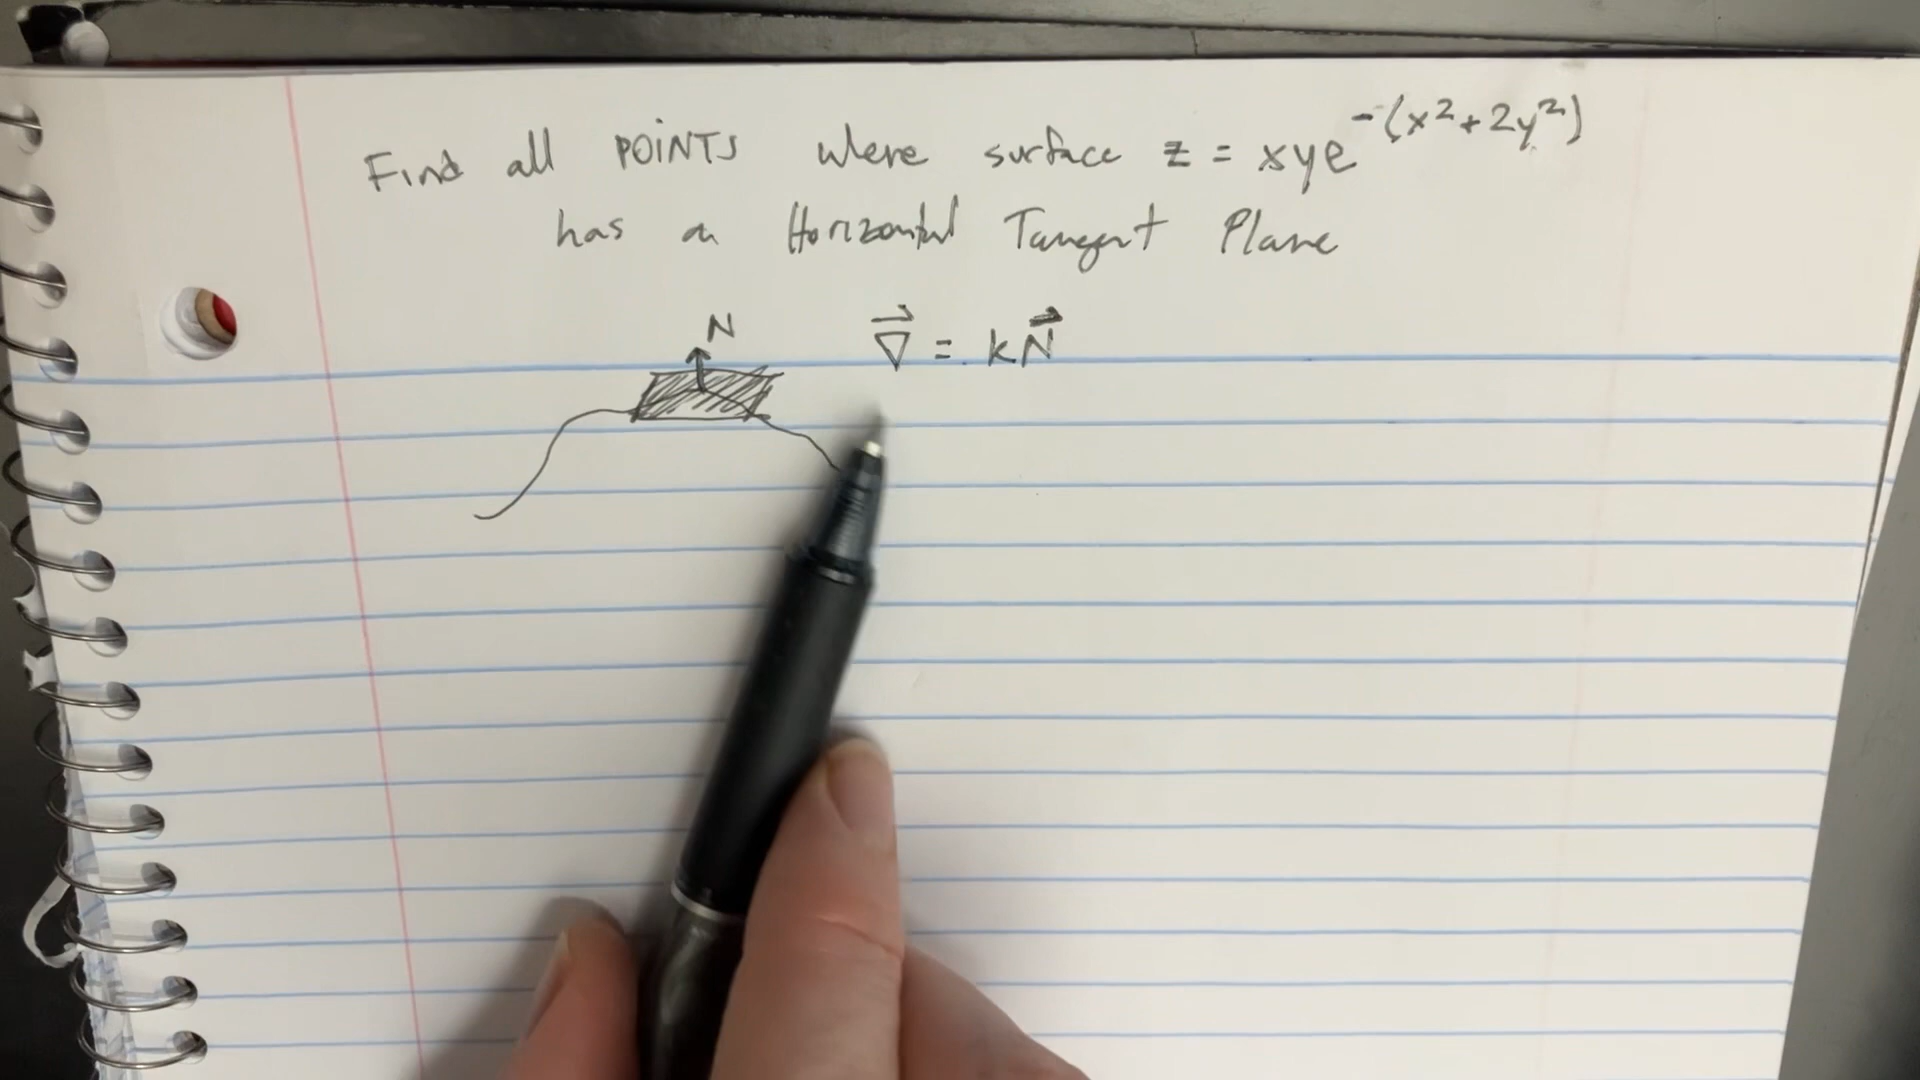 Find all POINTS where surface z = xye^-(x²+2y²)
has a Horizontal Tangent Plane
N
∇⃗ = kN⃗